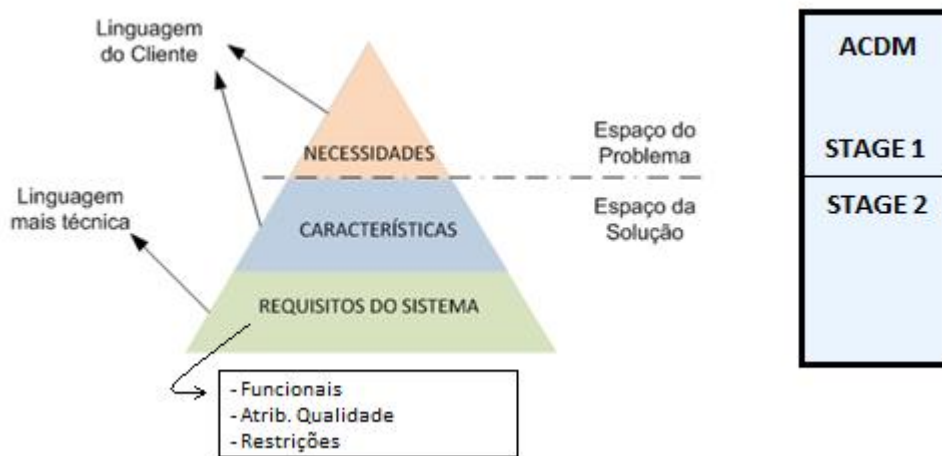 Linguagem
do Cliente
NECESSIDADES
Espaço do
Problema
Linguagem
mais técnica
CARACTERÍSTICAS
Espaço da
Solução
REQUISITOS DO SISTEMA
- Funcionais
- Atrib. Qualidade
- Restrições
ACDM
STAGE 1
STAGE 2